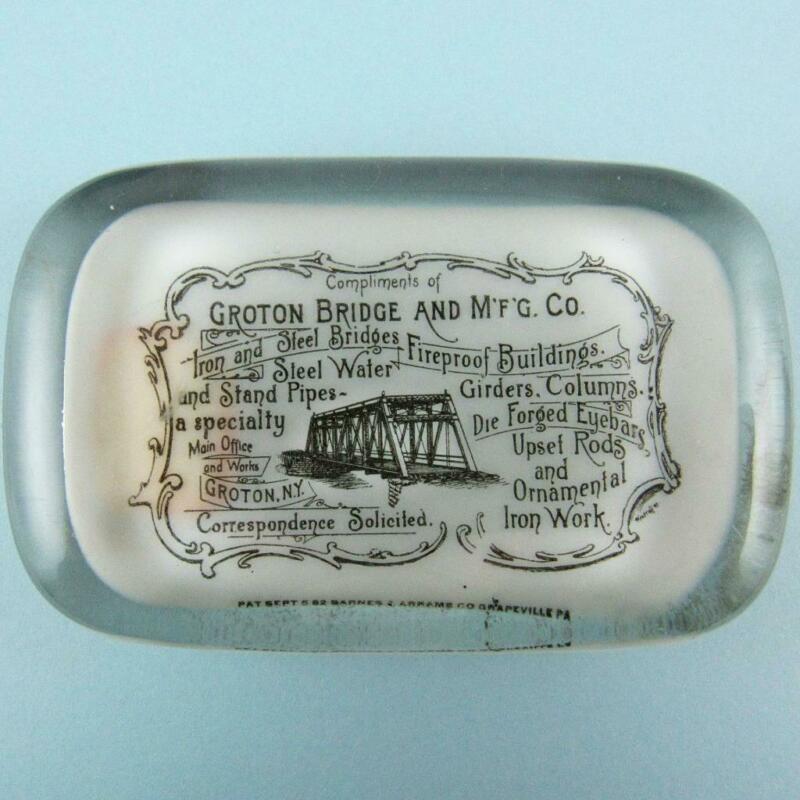 Compliments of
GROTON BRIDGE AND M'F'G. CO.
Iron and Steel Bridges
Steel Water
and Stand Pipes~
a specialty
Main Office
and Works
GROTON, N.Y.
Correspondence Solicited.
Fireproof Buildings.
Girders. Columns.
Die Forged Eyebars
Upset Rods
and
Ornamental
Iron Work.
PAT SEPT 5 82 BARNES & ABRAMS CO GRAPEVILLE PA